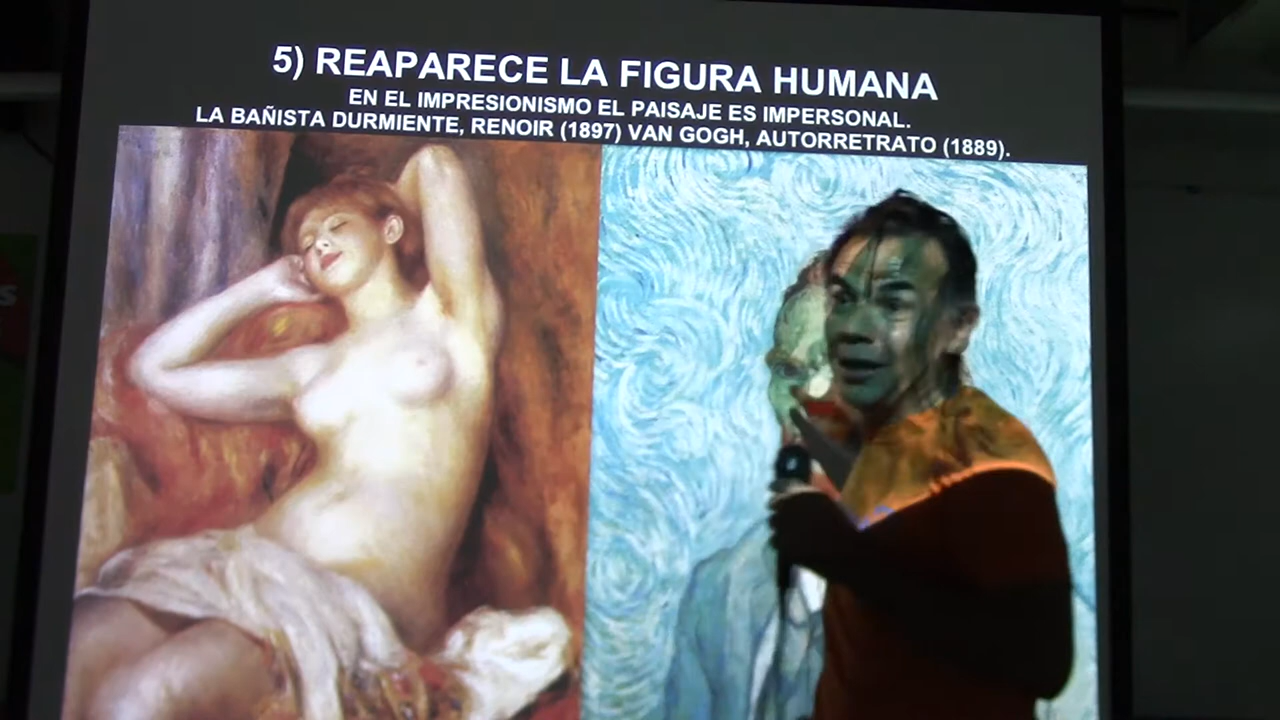 5) REAPARECE LA FIGURA HUMANA
EN EL IMPRESIONISMO EL PAISAJE ES IMPERSONAL.
LA BAÑISTA DURMIENTE, RENOIR (1897) VAN GOGH, AUTORRETRATO (1889).